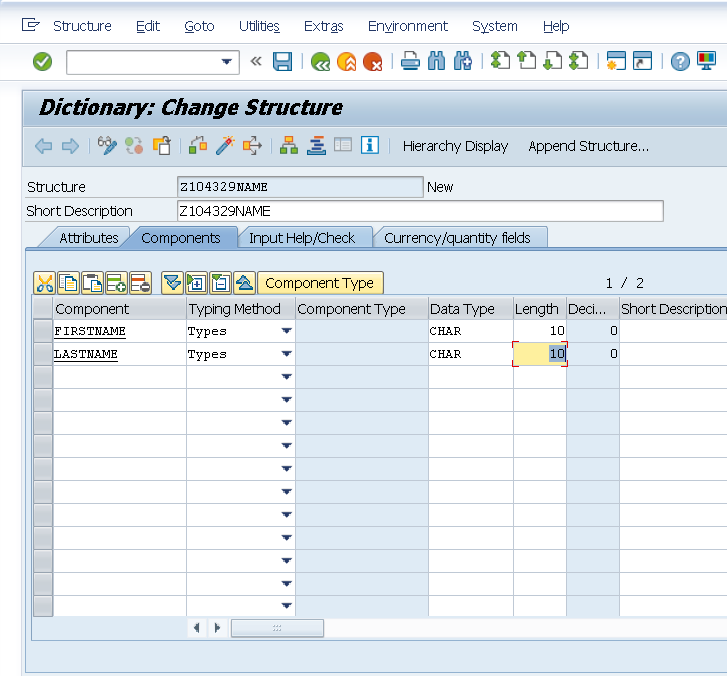 Structure Edit Goto Utilities Extras Environment System Help
Dictionary: Change Structure
Hierarchy Display Append Structure...
Structure Z104329NAME New
Short Description Z104329NAME
Attributes Components Input Help/Check Currency/quantity fields
Component Type 1 / 2
Component Typing Method Component Type Data Type Length Deci... Short Description
FIRSTNAME Types CHAR 10 0
LASTNAME Types CHAR 10 0